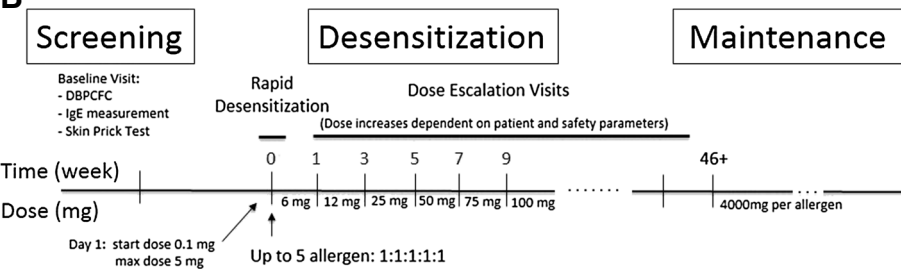 B
Screening
Desensitization
Maintenance
Baseline Visit:
- DBPCFC
- IgE measurement
- Skin Prick Test
Rapid
Desensitization
Dose Escalation Visits
(Dose increases dependent on patient and safety parameters)
Time (week)
0 1 3 5 7 9 46+
Dose (mg)
6 mg 12 mg 25 mg 50 mg 75 mg 100 mg 4000mg per allergen
Day 1: start dose 0.1 mg
max dose 5 mg
Up to 5 allergen: 1:1:1:1:1